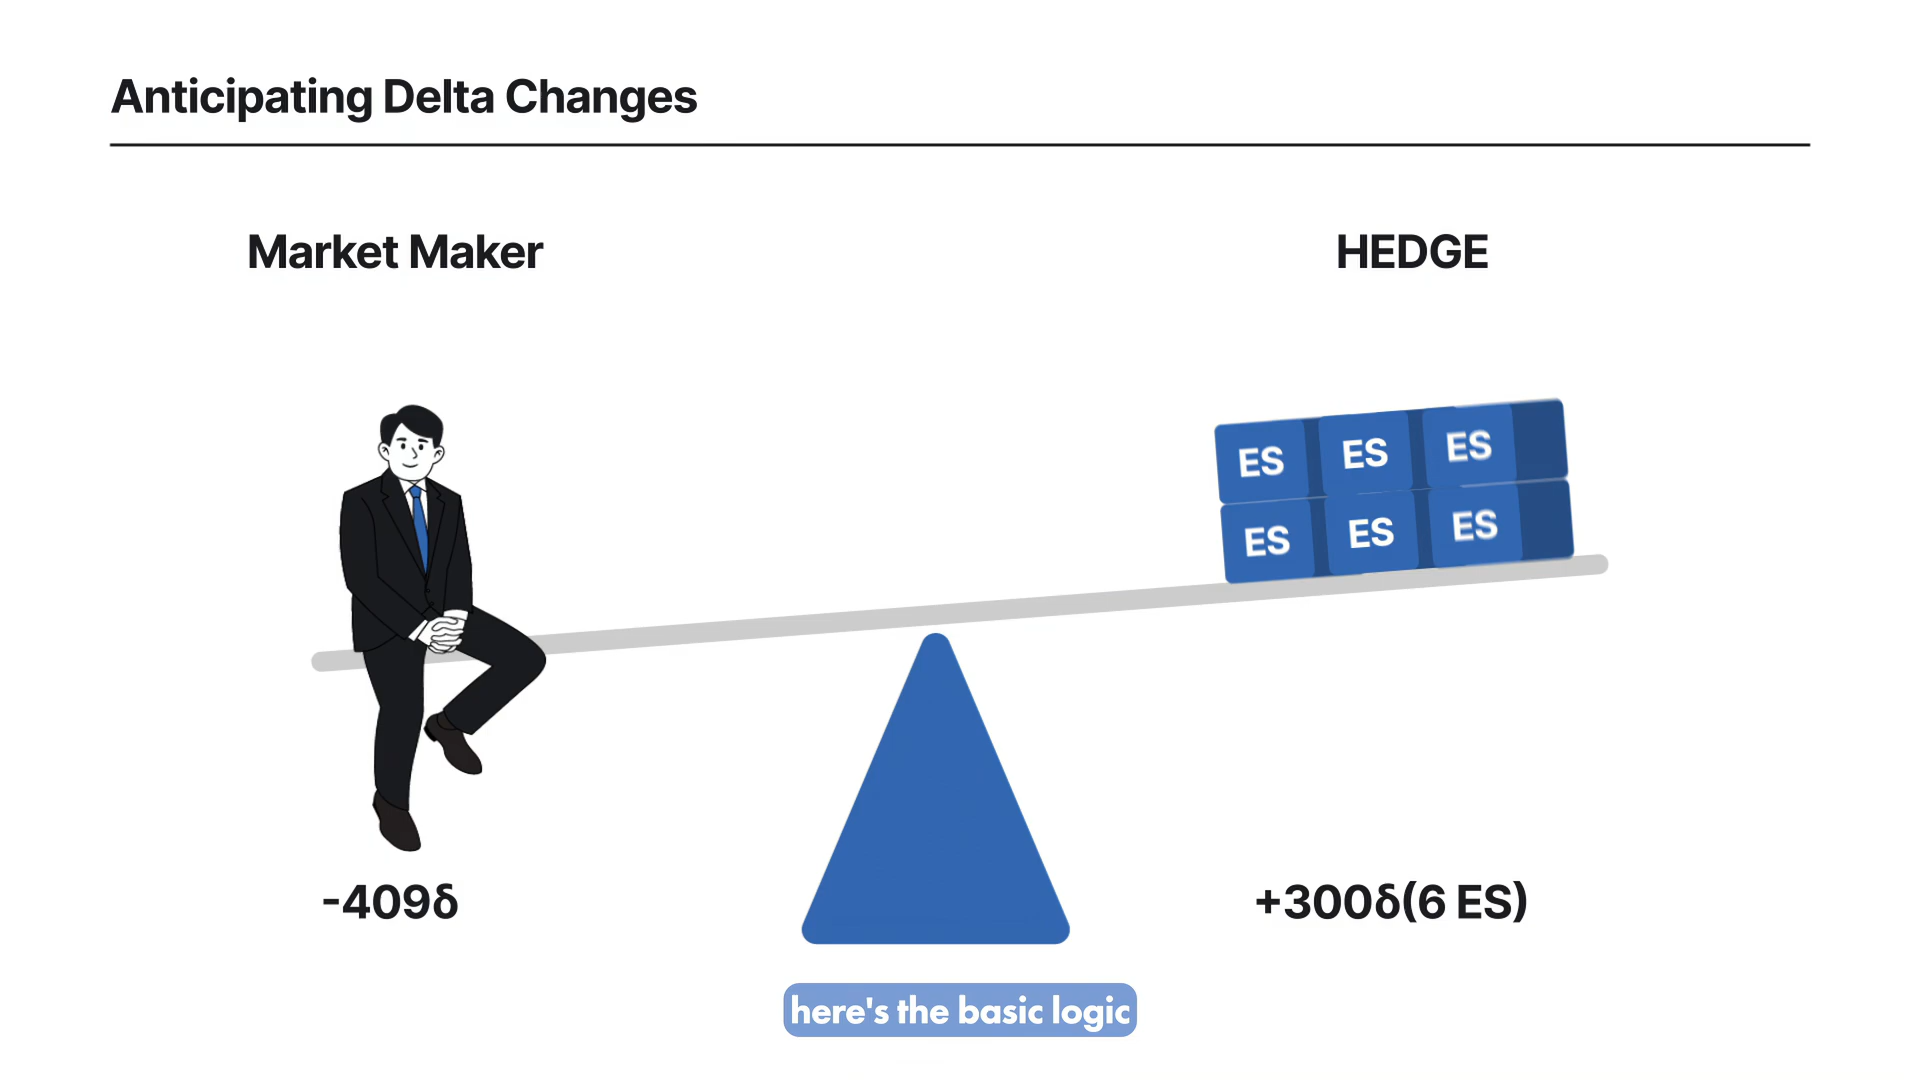 Anticipating Delta Changes
Market Maker
HEDGE
ES ES ES
ES ES ES
-409δ
+300δ(6 ES)
here's the basic logic